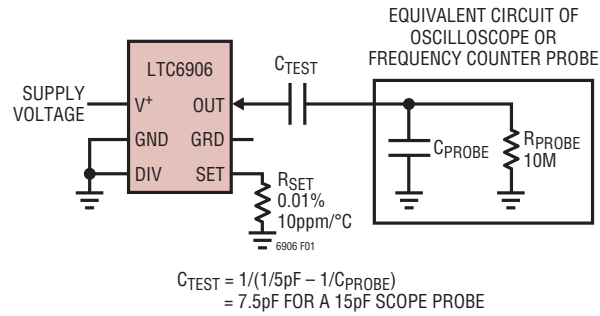 EQUIVALENT CIRCUIT OF
OSCILLOSCOPE OR
FREQUENCY COUNTER PROBE
LTC6906
CTEST
SUPPLY
VOLTAGE
V+
OUT
GND
GRD
DIV
SET
RSET
0.01%
10ppm/°C
CPROBE
RPROBE
10M
6906 F01
CTEST = 1/(1/5pF – 1/CPROBE)
= 7.5pF FOR A 15pF SCOPE PROBE